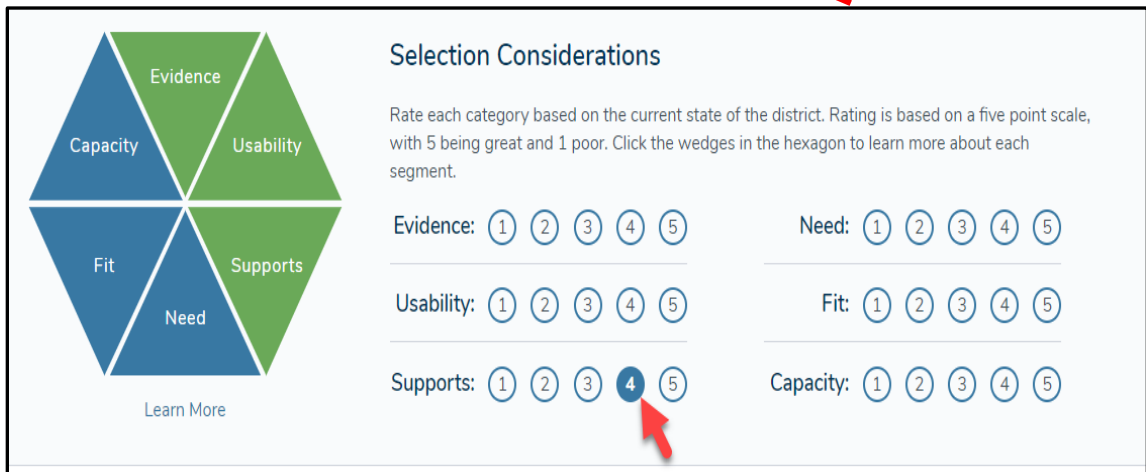 Evidence
Capacity
Usability
Fit
Supports
Need
Learn More
Selection Considerations
Rate each category based on the current state of the district. Rating is based on a five point scale,
with 5 being great and 1 poor. Click the wedges in the hexagon to learn more about each
segment.
Evidence: 1 2 3 4 5
Need: 1 2 3 4 5
Usability: 1 2 3 4 5
Fit: 1 2 3 4 5
Supports: 1 2 3 4 5
Capacity: 1 2 3 4 5